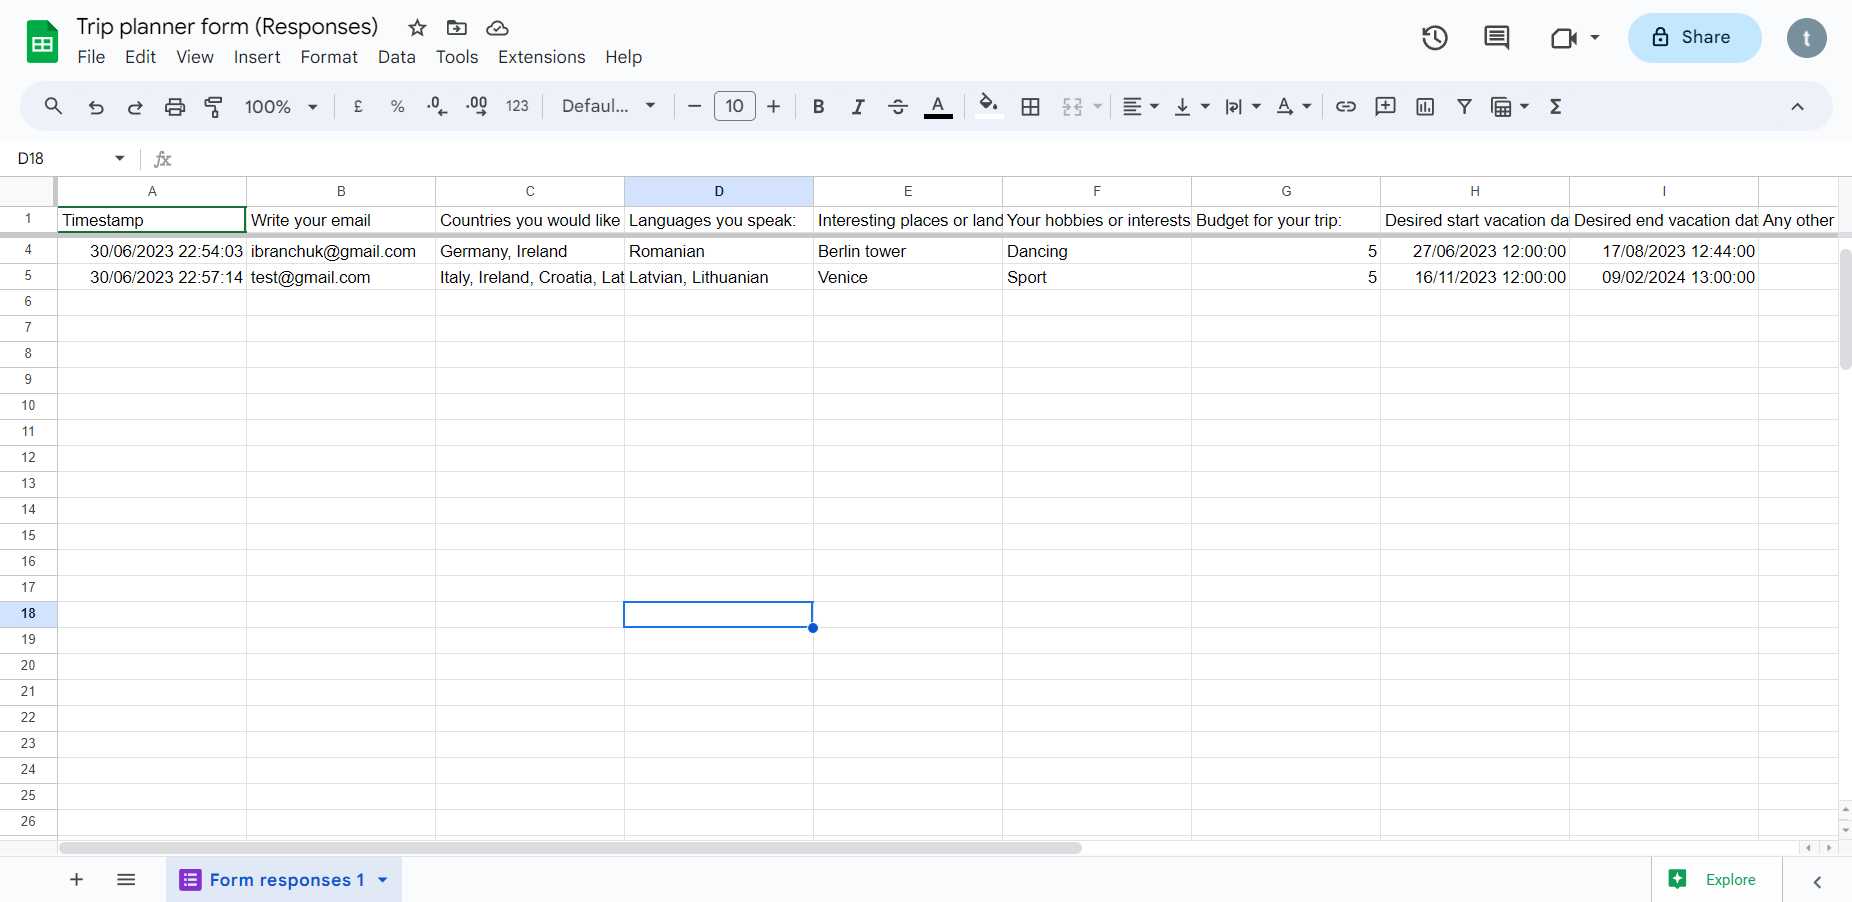 Trip planner form (Responses)
File Edit View Insert Format Data Tools Extensions Help
Share
t
100% £ % .0 .00 123 Defaul... 10 B I A A Σ
D18 fx
A B C D E F G H I
1 Timestamp Write your email Countries you would like Languages you speak: Interesting places or land Your hobbies or interests Budget for your trip: Desired start vacation da Desired end vacation dat Any other
4 30/06/2023 22:54:03 ibranchuk@gmail.com Germany, Ireland Romanian Berlin tower Dancing 5 27/06/2023 12:00:00 17/08/2023 12:44:00
5 30/06/2023 22:57:14 test@gmail.com Italy, Ireland, Croatia, Lat Latvian, Lithuanian Venice Sport 5 16/11/2023 12:00:00 09/02/2024 13:00:00
6
7
8
9
10
11
12
13
14
15
16
17
18
19
20
21
22
23
24
25
26
Form responses 1 Explore